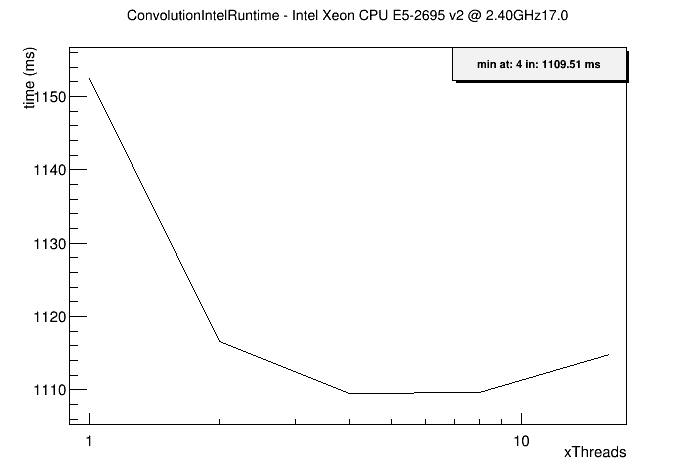 ConvolutionIntelRuntime - Intel Xeon CPU E5-2695 v2 @ 2.40GHz17.0
time (ms)
min at: 4 in: 1109.51 ms
1150
1140
1130
1120
1110
1
10
xThreads